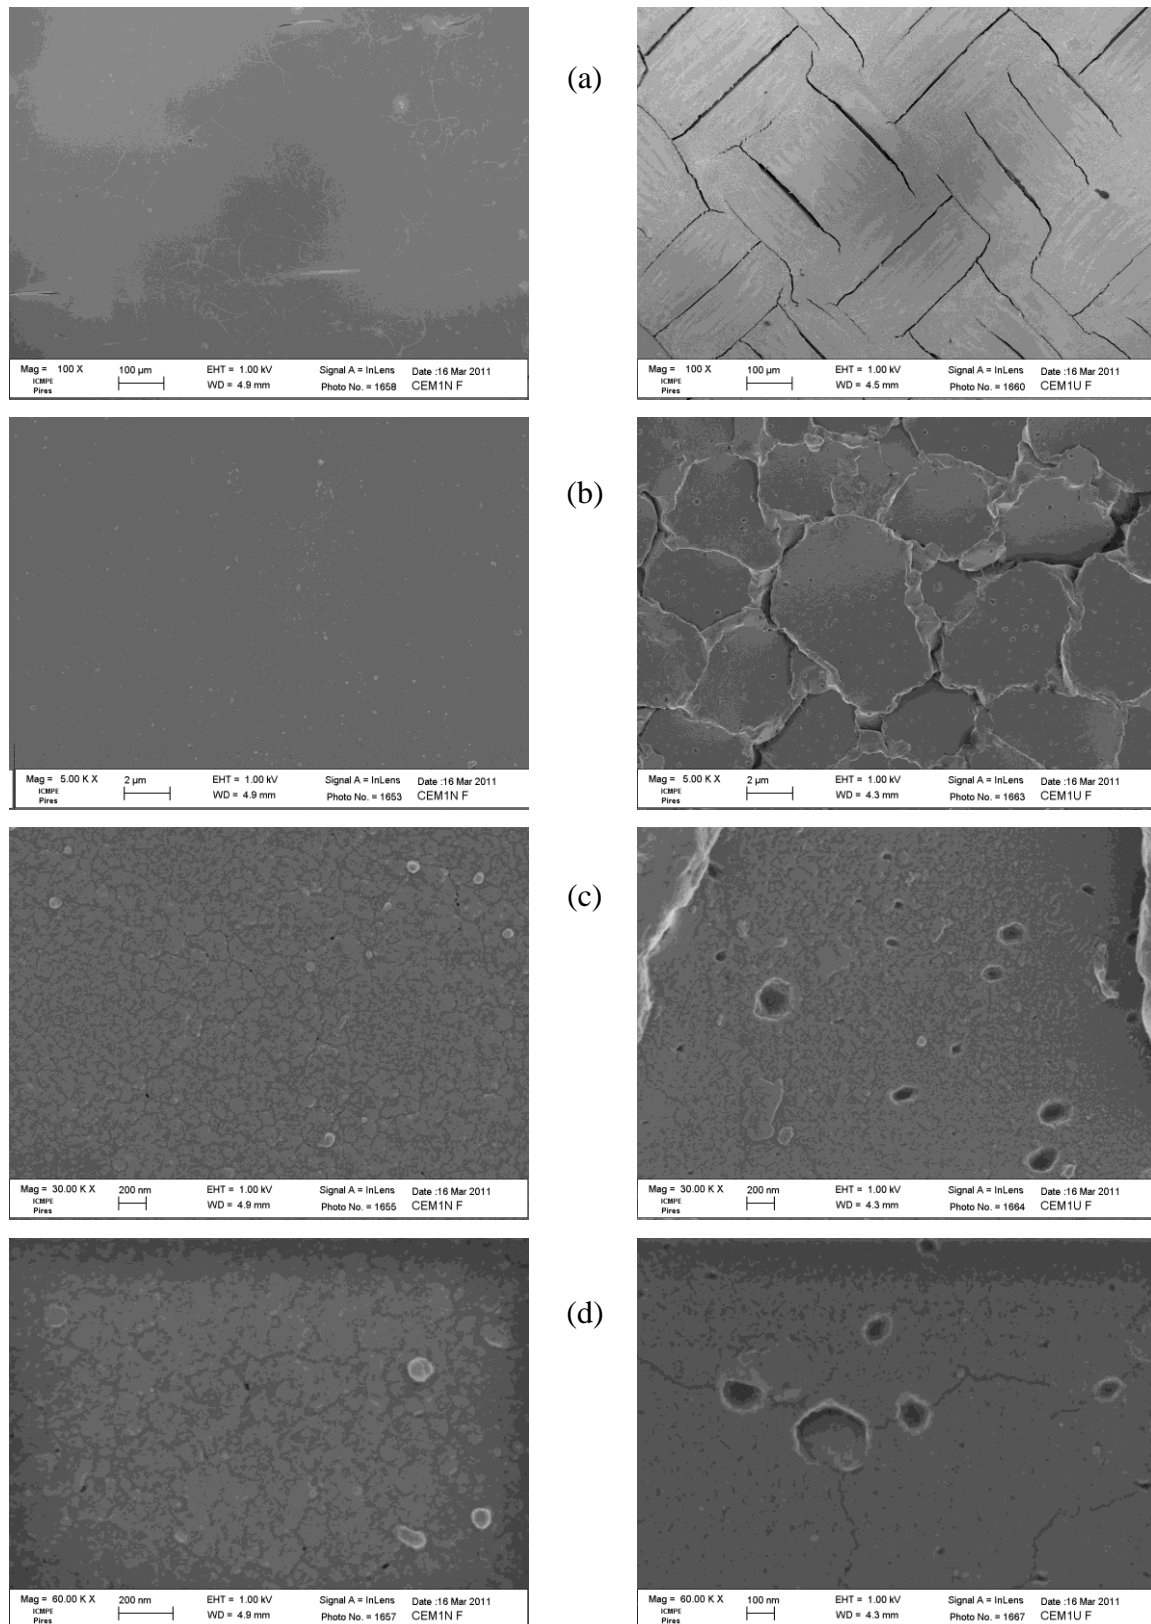 (a)
Mag = 100 X
ICMPE
Pires
100 µm
EHT = 1.00 kV
WD = 4.9 mm
Signal A = InLens
Photo No. = 1658
Date :16 Mar 2011
CEM1N F
Mag = 100 X
ICMPE
Pires
100 µm
EHT = 1.00 kV
WD = 4.5 mm
Signal A = InLens
Photo No. = 1660
Date :16 Mar 2011
CEM1U F
(b)
Mag = 5.00 K X
ICMPE
Pires
2 µm
EHT = 1.00 kV
WD = 4.9 mm
Signal A = InLens
Photo No. = 1653
Date :16 Mar 2011
CEM1N F
Mag = 5.00 K X
ICMPE
Pires
2 µm
EHT = 1.00 kV
WD = 4.3 mm
Signal A = InLens
Photo No. = 1663
Date :16 Mar 2011
CEM1U F
(c)
Mag = 30.00 K X
ICMPE
Pires
200 nm
EHT = 1.00 kV
WD = 4.9 mm
Signal A = InLens
Photo No. = 1655
Date :16 Mar 2011
CEM1N F
Mag = 30.00 K X
ICMPE
Pires
200 nm
EHT = 1.00 kV
WD = 4.3 mm
Signal A = InLens
Photo No. = 1664
Date :16 Mar 2011
CEM1U F
(d)
Mag = 60.00 K X
ICMPE
Pires
200 nm
EHT = 1.00 kV
WD = 4.9 mm
Signal A = InLens
Photo No. = 1657
Date :16 Mar 2011
CEM1N F
Mag = 60.00 K X
ICMPE
Pires
100 nm
EHT = 1.00 kV
WD = 4.3 mm
Signal A = InLens
Photo No. = 1667
Date :16 Mar 2011
CEM1U F